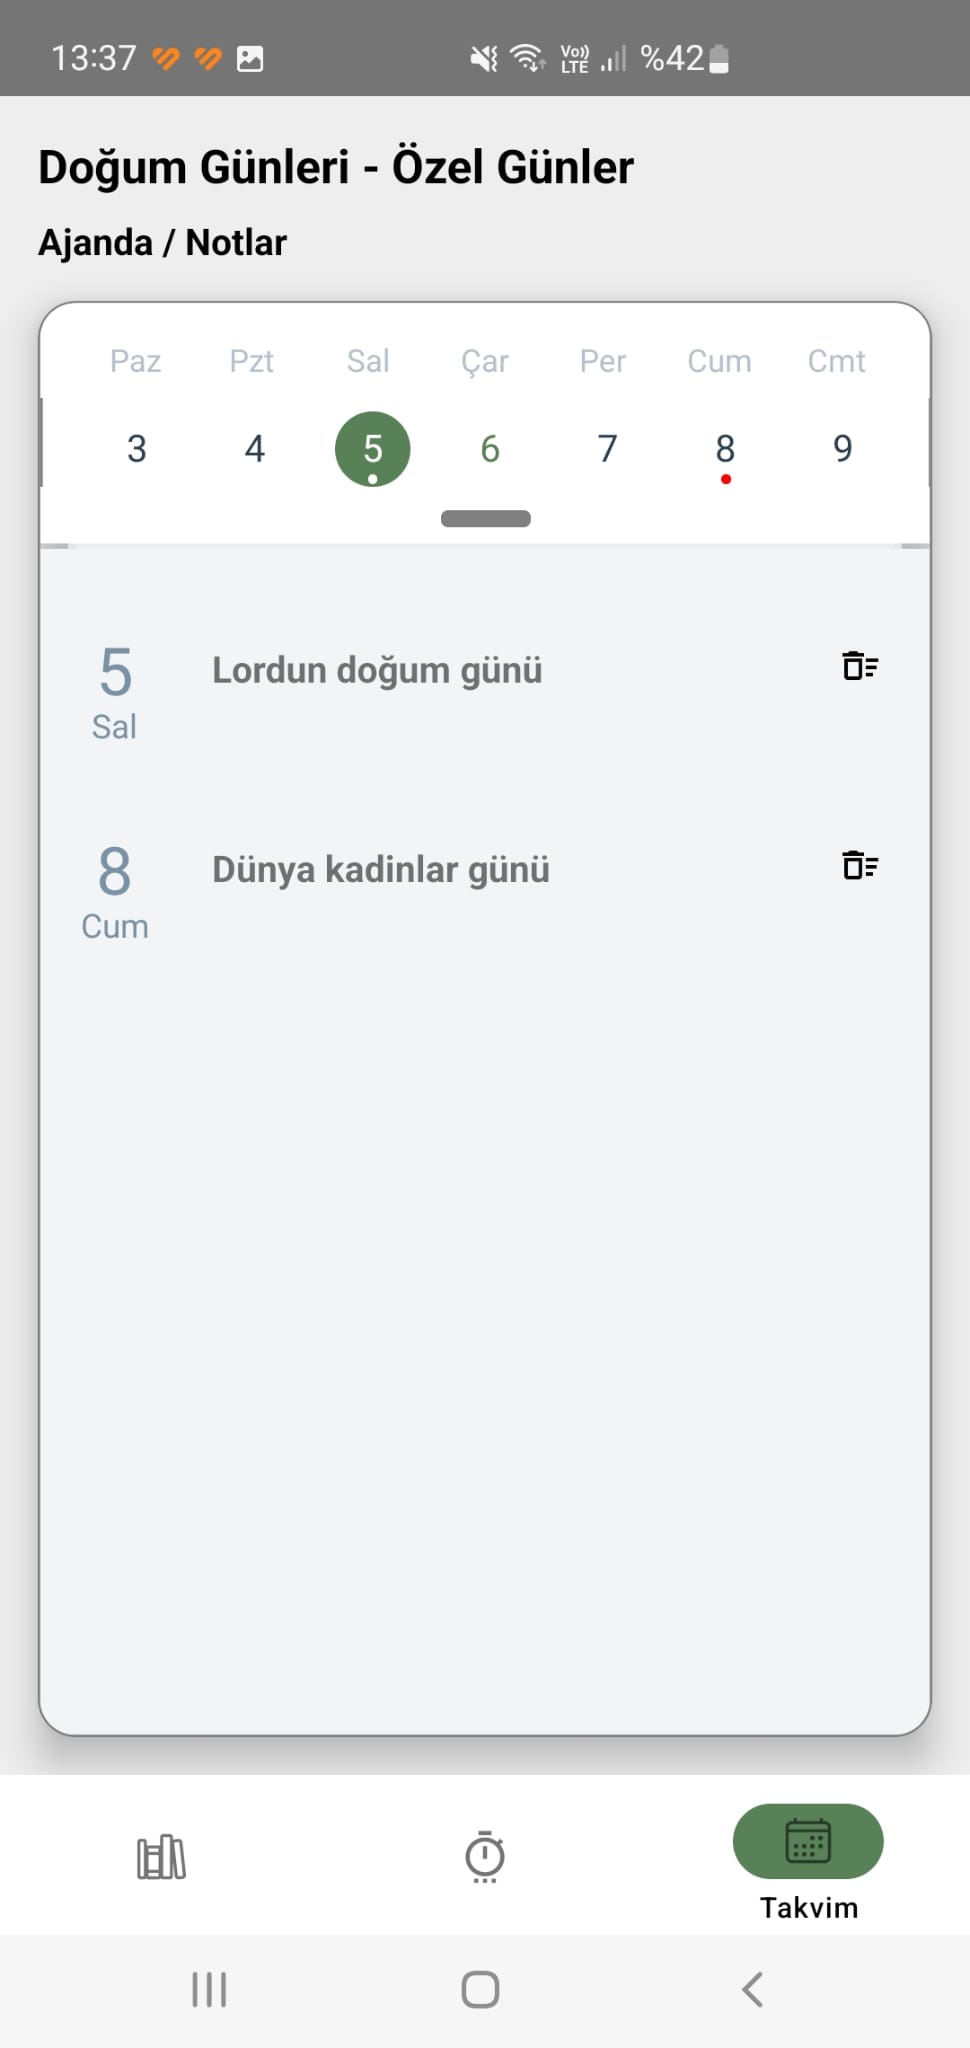 13:37 Vo)) LTE %42
Doğum Günleri - Özel Günler
Ajanda / Notlar
Paz Pzt Sal Çar Per Cum Cmt
3 4 5 6 7 8 9
5 Lordun doğum günü
Sal
8 Dünya kadinlar günü
Cum
Takvim